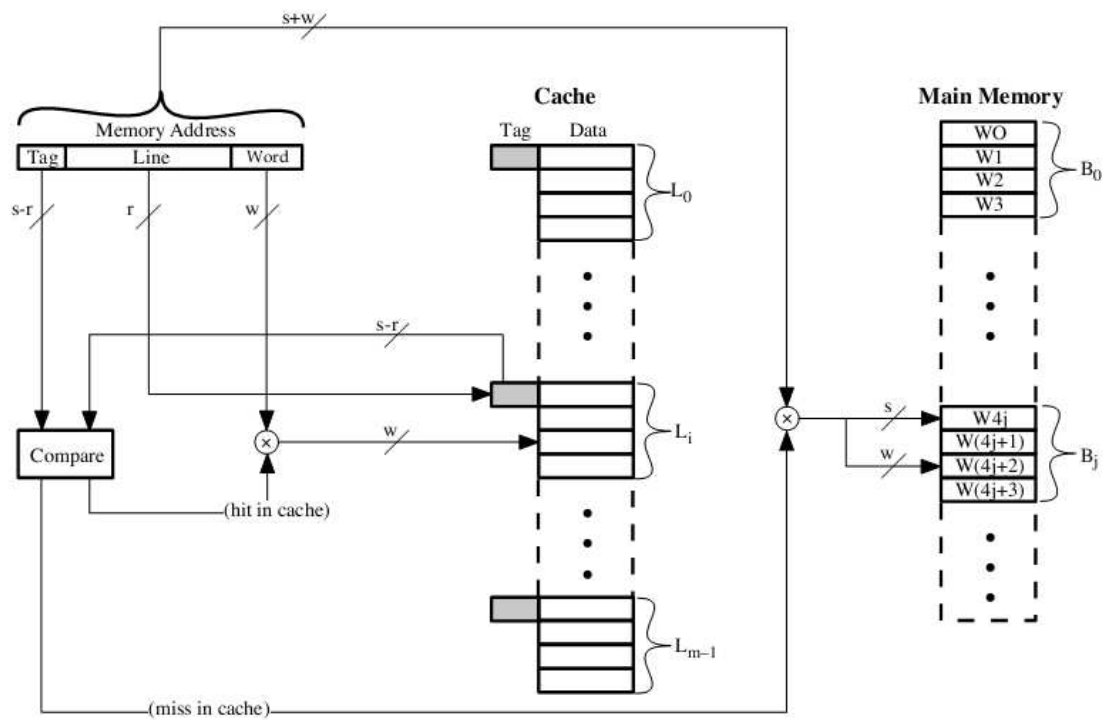 s+w
Cache
Main Memory
Memory Address
Tag Data
Tag Line Word
WO
W1
W2
W3
B0
L0
s-r
r
w
s-r
Li
W4j
W(4j+1)
W(4j+2)
W(4j+3)
Bj
s
w
Compare
w
(hit in cache)
Lm–1
(miss in cache)